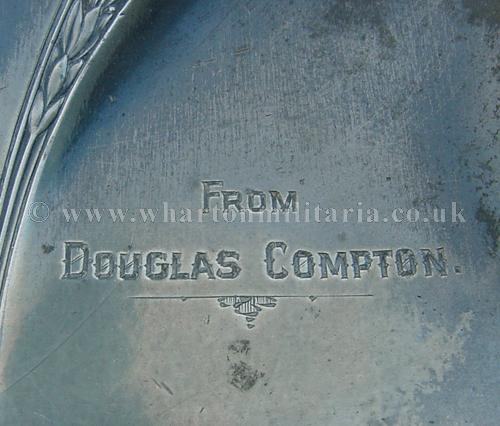 FROM
© www.whartonmilitaria.co.uk
DOUGLAS COMPTON.